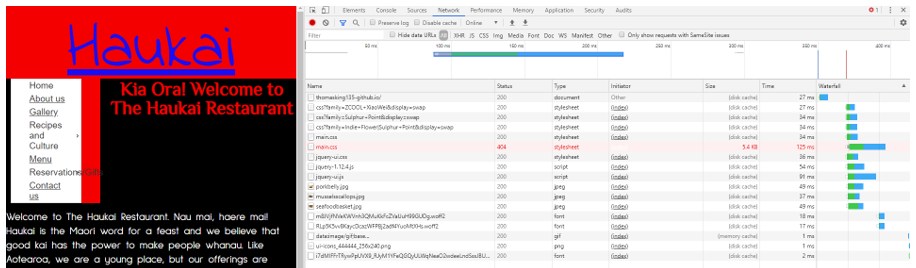 Haukai
Kia Ora! Welcome to
The Haukai Restaurant
Home
About us
Gallery
Recipes
and
Culture
Menu
Reservations
Contact
us
Welcome to The Haukai Restaurant. Nau mai, haere mai!
Haukai is the Maori word for a feast and we believe that
good kai has the power to make people whanau. Like
Aotearoa, we are a young place, but our offerings are
Elements Console Sources Network Performance Memory Application Security Audits 1
Preserve log Disable cache Online
Filter Hide data URLs All XHR JS CSS Img Media Font Doc WS Manifest Other Only show requests with SameSite issues
50 ms 100 ms 150 ms 200 ms 250 ms 300 ms 350 ms 400 ms
Name Status Type Initiator Size Time Waterfall
thomasking135-github.io/ 200 document Other (disk cache) 27 ms
css?family=ZCOOL+XiaoWei&display=swap 200 stylesheet (index) (disk cache) 27 ms
css?family=Sulphur+Point&display=swap 200 stylesheet (index) (disk cache) 34 ms
css?family=Indie+Flower|Sulphur+Point&display=swap 200 stylesheet (index) (disk cache) 34 ms
main.css 200 stylesheet (index) (disk cache) 34 ms
main.css 404 stylesheet 5.4 KB 125 ms
jquery-ui.css 200 stylesheet (index) (disk cache) 36 ms
jquery-1.12.4.js 200 script (index) (disk cache) 54 ms
jquery-ui.js 200 script (index) (disk cache) 91 ms
porkbelly.jpg 200 jpeg (index) (disk cache) 49 ms
200 jpeg (index) (disk cache) 37 ms
seafoodbasket.jpg 200 jpeg (index) (disk cache) 49 ms
200 font (index) (disk cache) 18 ms
200 font (index) (disk cache) 17 ms
data:image/gif;base... 200 gif (index) (memory cache) 1 ms
ui-icons_444444_256x240.png 200 png (index) (disk cache) 1 ms
200 font (index) (disk cache) 2 ms